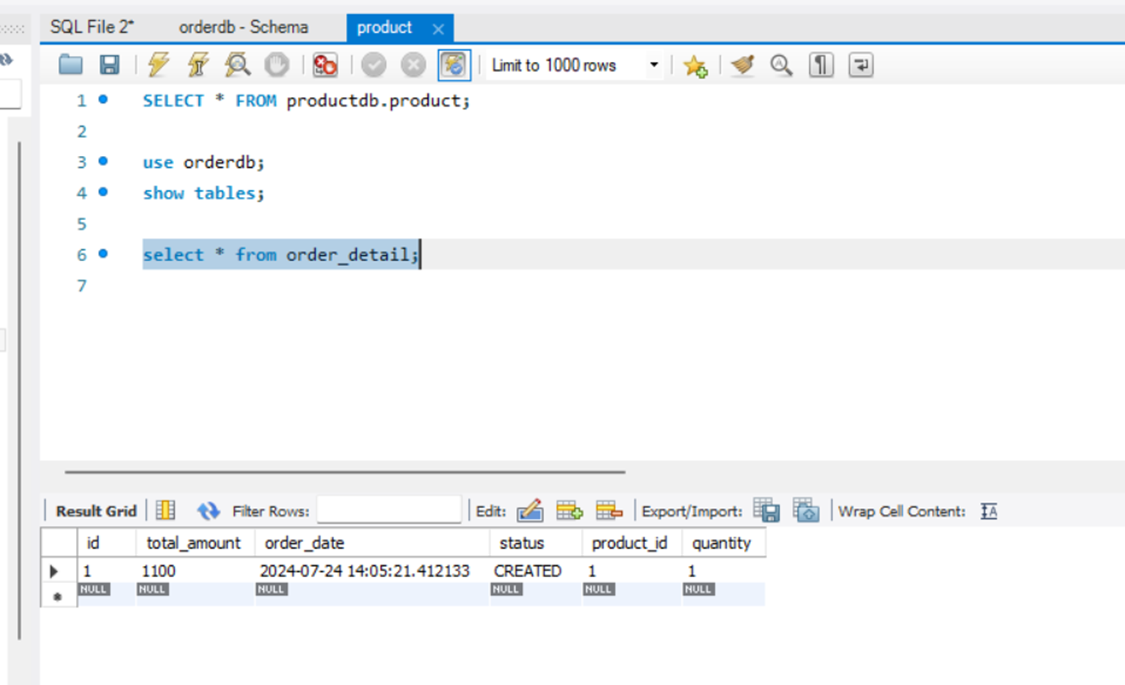 SQL File 2* orderdb - Schema product
Limit to 1000 rows
1 SELECT * FROM productdb.product;
2
3 use orderdb;
4 show tables;
5
6 select * from order_detail;
7
Result Grid Filter Rows: Edit: Export/Import: Wrap Cell Content: IA
id total_amount order_date status product_id quantity
1 1100 2024-07-24 14:05:21.412133 CREATED 1 1
NULL NULL NULL NULL NULL NULL